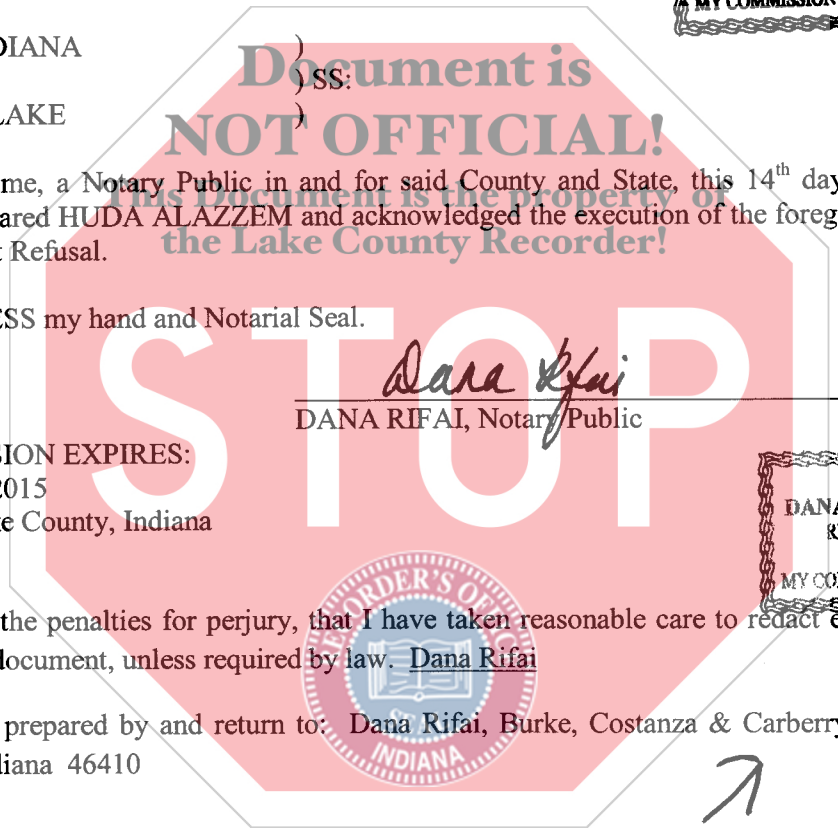 MY COMMISSION
DIANA )
) SS:
LAKE )
Document is
NOT OFFICIAL!
This Document is the property of
the Lake County Recorder!
me, a Notary Public in and for said County and State, this 14th day
ared HUDA ALAZZEM and acknowledged the execution of the foreg
t Refusal.
ESS my hand and Notarial Seal.
STOP
Dana Rifai
DANA RIFAI, Notary Public
SION EXPIRES:
2015
e County, Indiana
DANA
R
MY CO
RECORDER'S OFFICE
SEAL
INDIANA
the penalties for perjury, that I have taken reasonable care to redact e
document, unless required by law. Dana Rifai
prepared by and return to: Dana Rifai, Burke, Costanza & Carberry
diana 46410